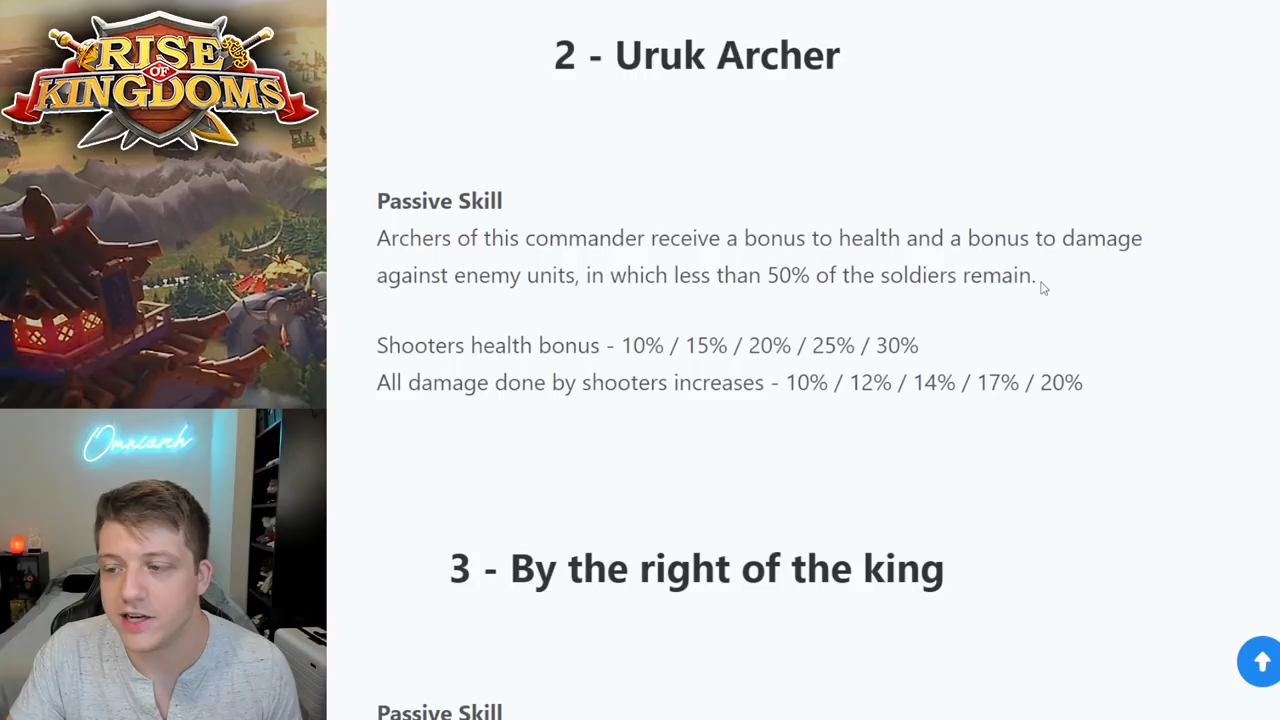 RISE
OF
KINGDOMS
2 - Uruk Archer
Passive Skill
Archers of this commander receive a bonus to health and a bonus to damage
against enemy units, in which less than 50% of the soldiers remain.
Shooters health bonus - 10% / 15% / 20% / 25% / 30%
All damage done by shooters increases - 10% / 12% / 14% / 17% / 20%
Omniarch
3 - By the right of the king
Passive Skill